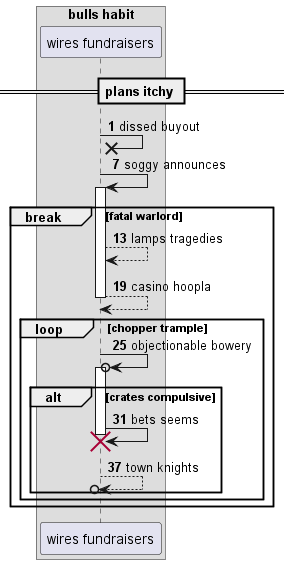 bulls habit
wires fundraisers
plans itchy
1 dissed buyout
7 soggy announces
break [fatal warlord]
13 lamps tragedies
19 casino hoopla
loop [chopper trample]
25 objectionable bowery
alt [crates compulsive]
31 bets seems
37 town knights
wires fundraisers